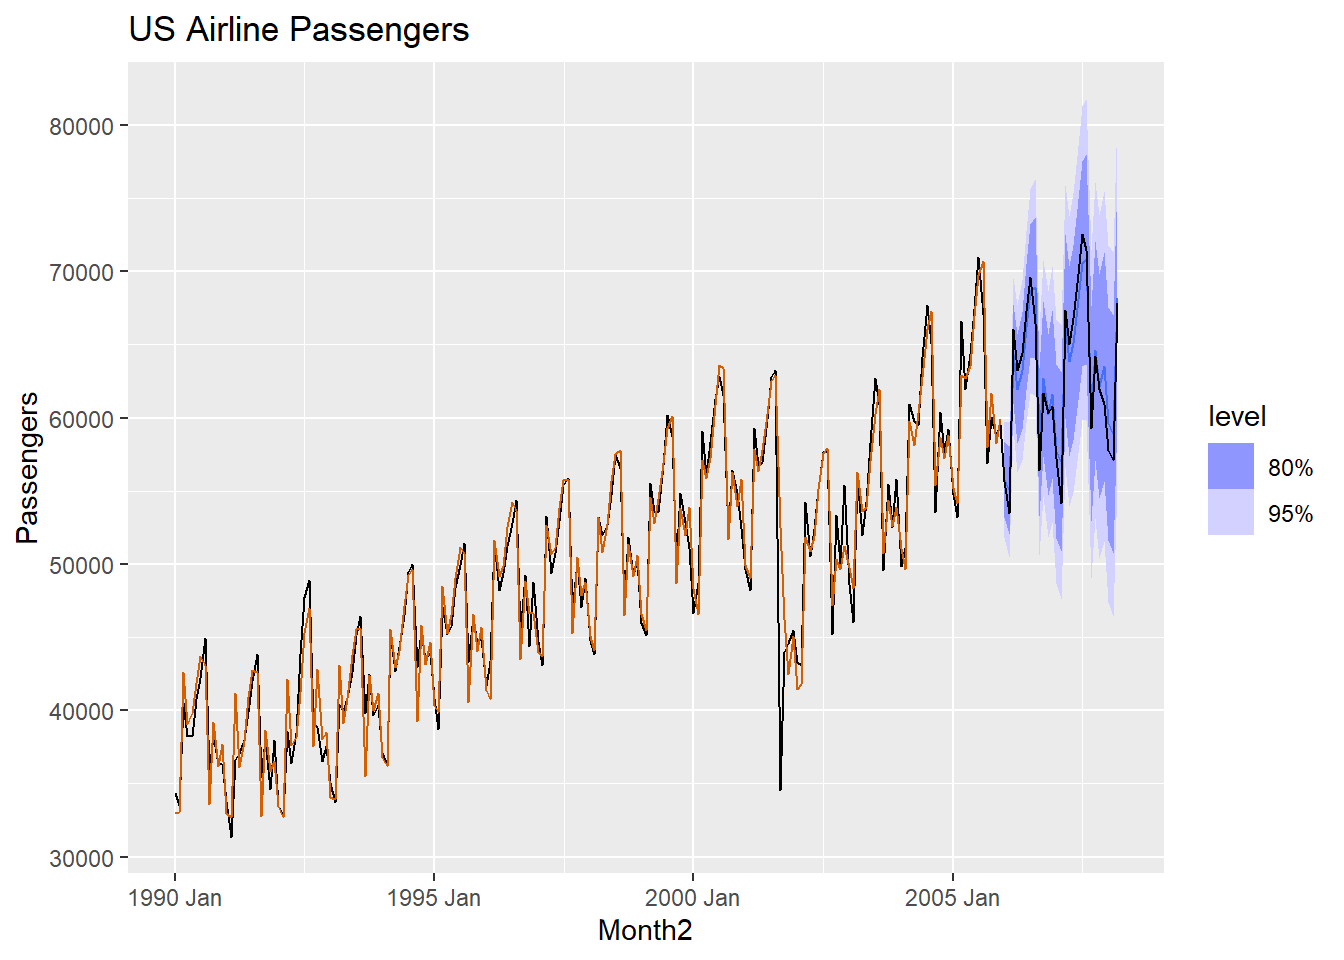 US Airline Passengers
Passengers
80000
70000
60000
50000
40000
30000
1990 Jan
1995 Jan
2000 Jan
2005 Jan
Month2
level
80%
95%